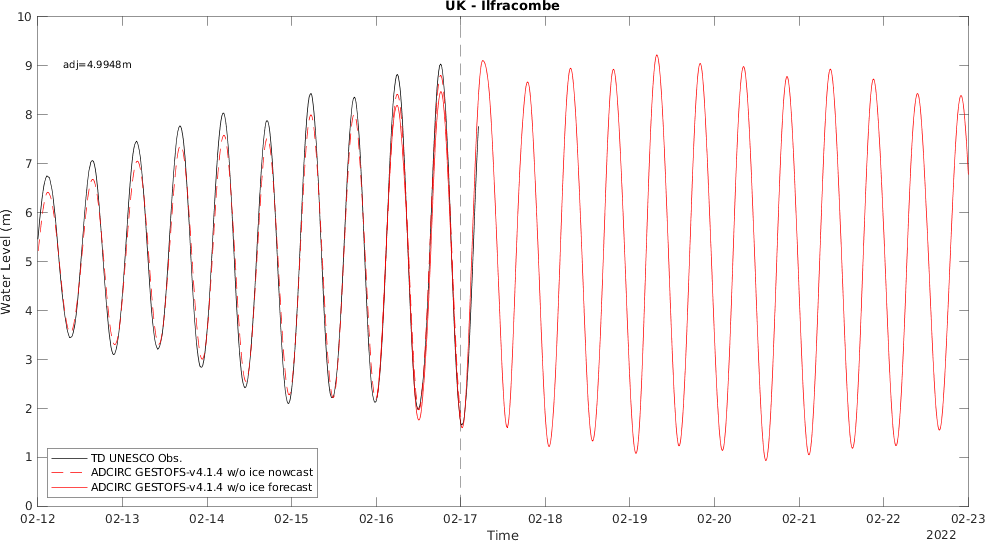 UK - Ilfracombe
10
adj=4.9948m
9
8
7
6
5
4
3
2
1
0
Water Level (m)
TD UNESCO Obs.
ADCIRC GESTOFS-v4.1.4 w/o ice nowcast
ADCIRC GESTOFS-v4.1.4 w/o ice forecast
02-12 02-13 02-14 02-15 02-16 02-17 02-18 02-19 02-20 02-21 02-22 02-23
Time
2022